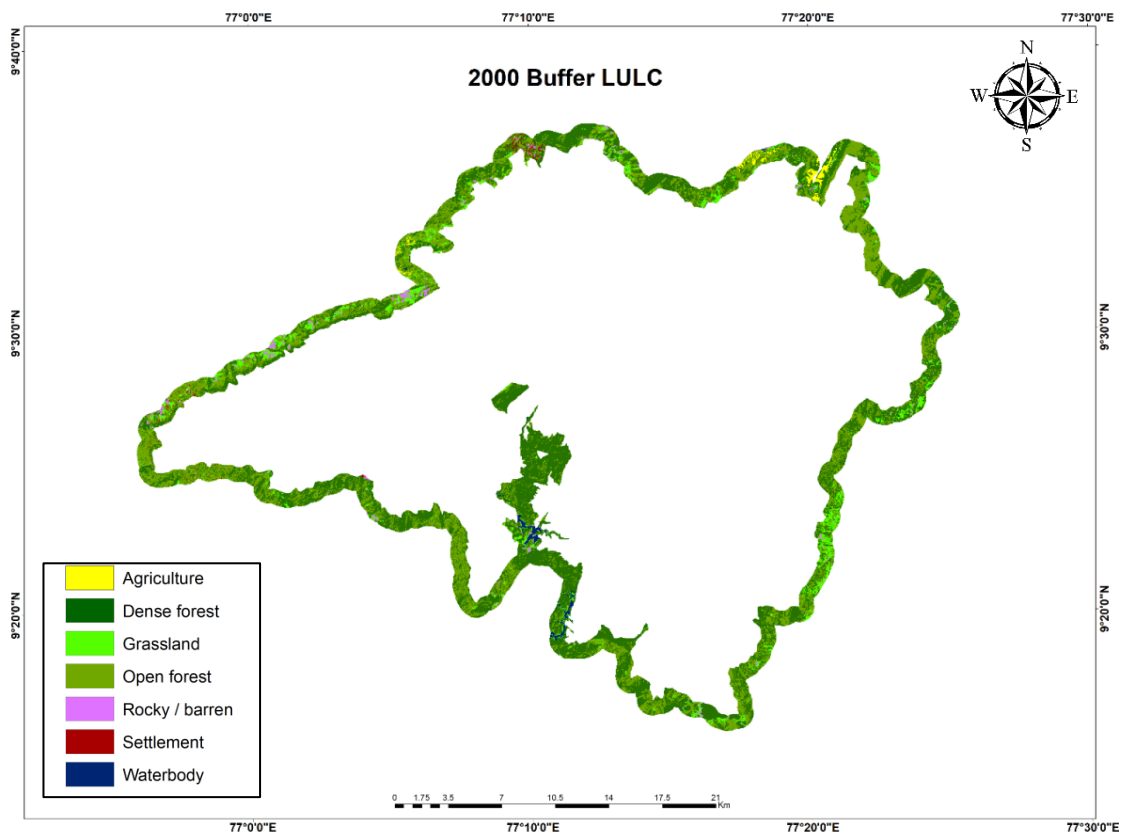 77°0'0"E 77°10'0"E 77°20'0"E 77°30'0"E
9°40'0"N
2000 Buffer LULC
N
W E
S
9°30'0"N 9°30'0"N
9°20'0"N 9°20'0"N
Agriculture
Dense forest
Grassland
Open forest
Rocky / barren
Settlement
Waterbody
0 1.75 3.5 7 10.5 14 17.5 21
Km
77°0'0"E 77°10'0"E 77°20'0"E 77°30'0"E